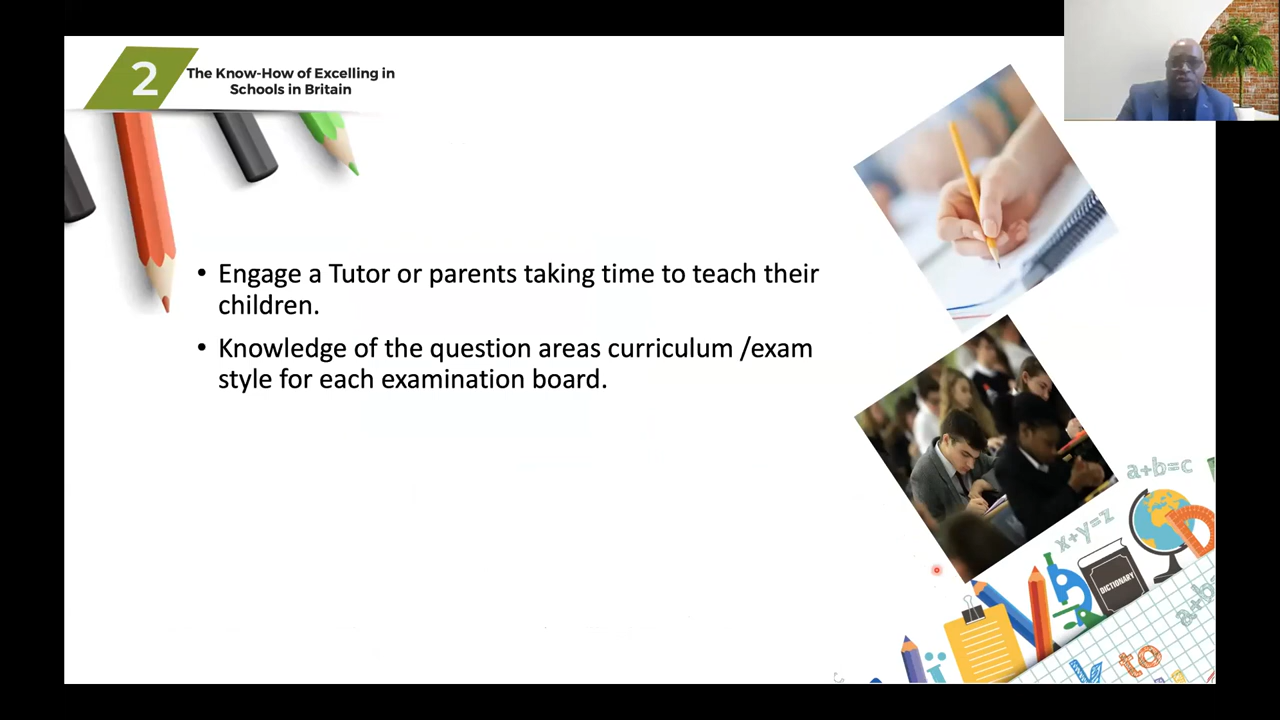 2
The Know-How of Excelling in
Schools in Britain
• Engage a Tutor or parents taking time to teach their
children.
• Knowledge of the question areas curriculum /exam
style for each examination board.
a+b=c
x+y=z
DICTIONARY
a+b
ï
to